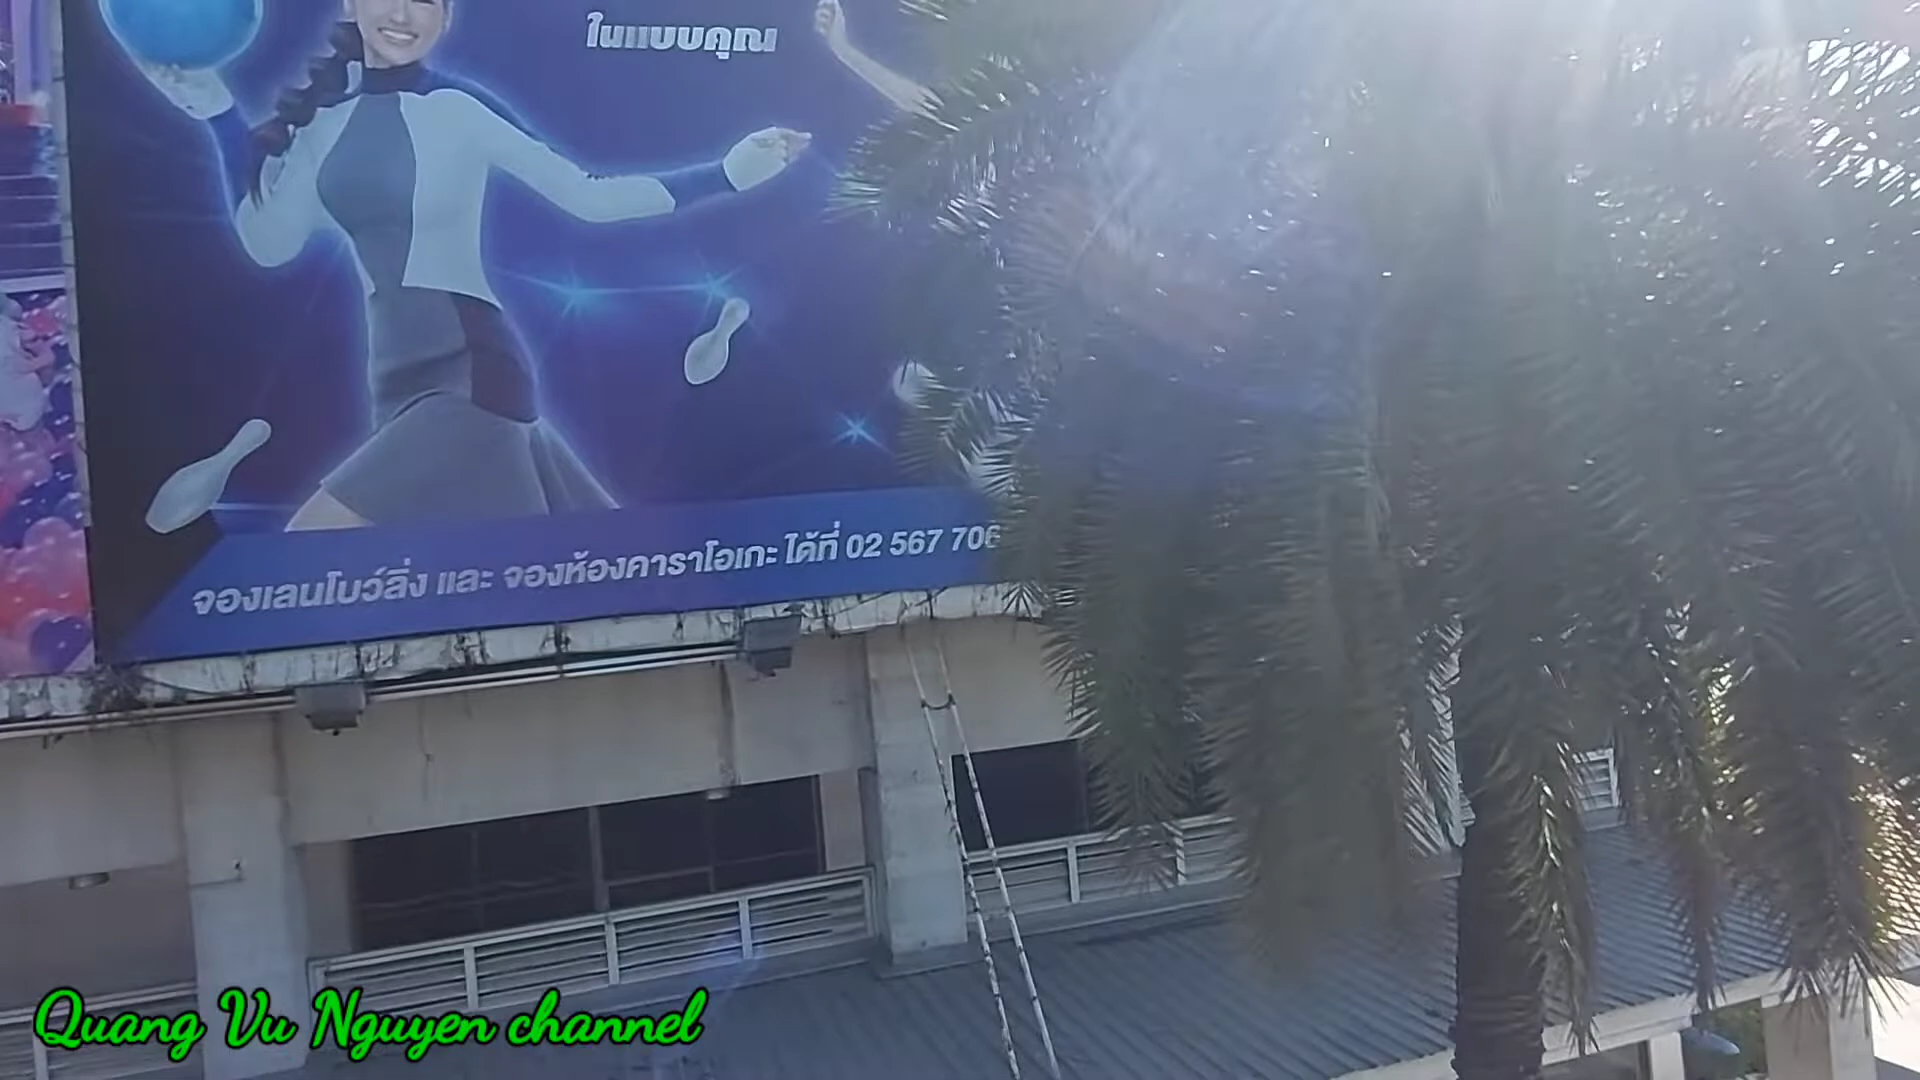 ในแบบคุณ
จองเลนโบว์ลิ่ง และ จองห้องคาราโอเกะ ได้ที่ 02 567 706
Quang Vu Nguyen channel